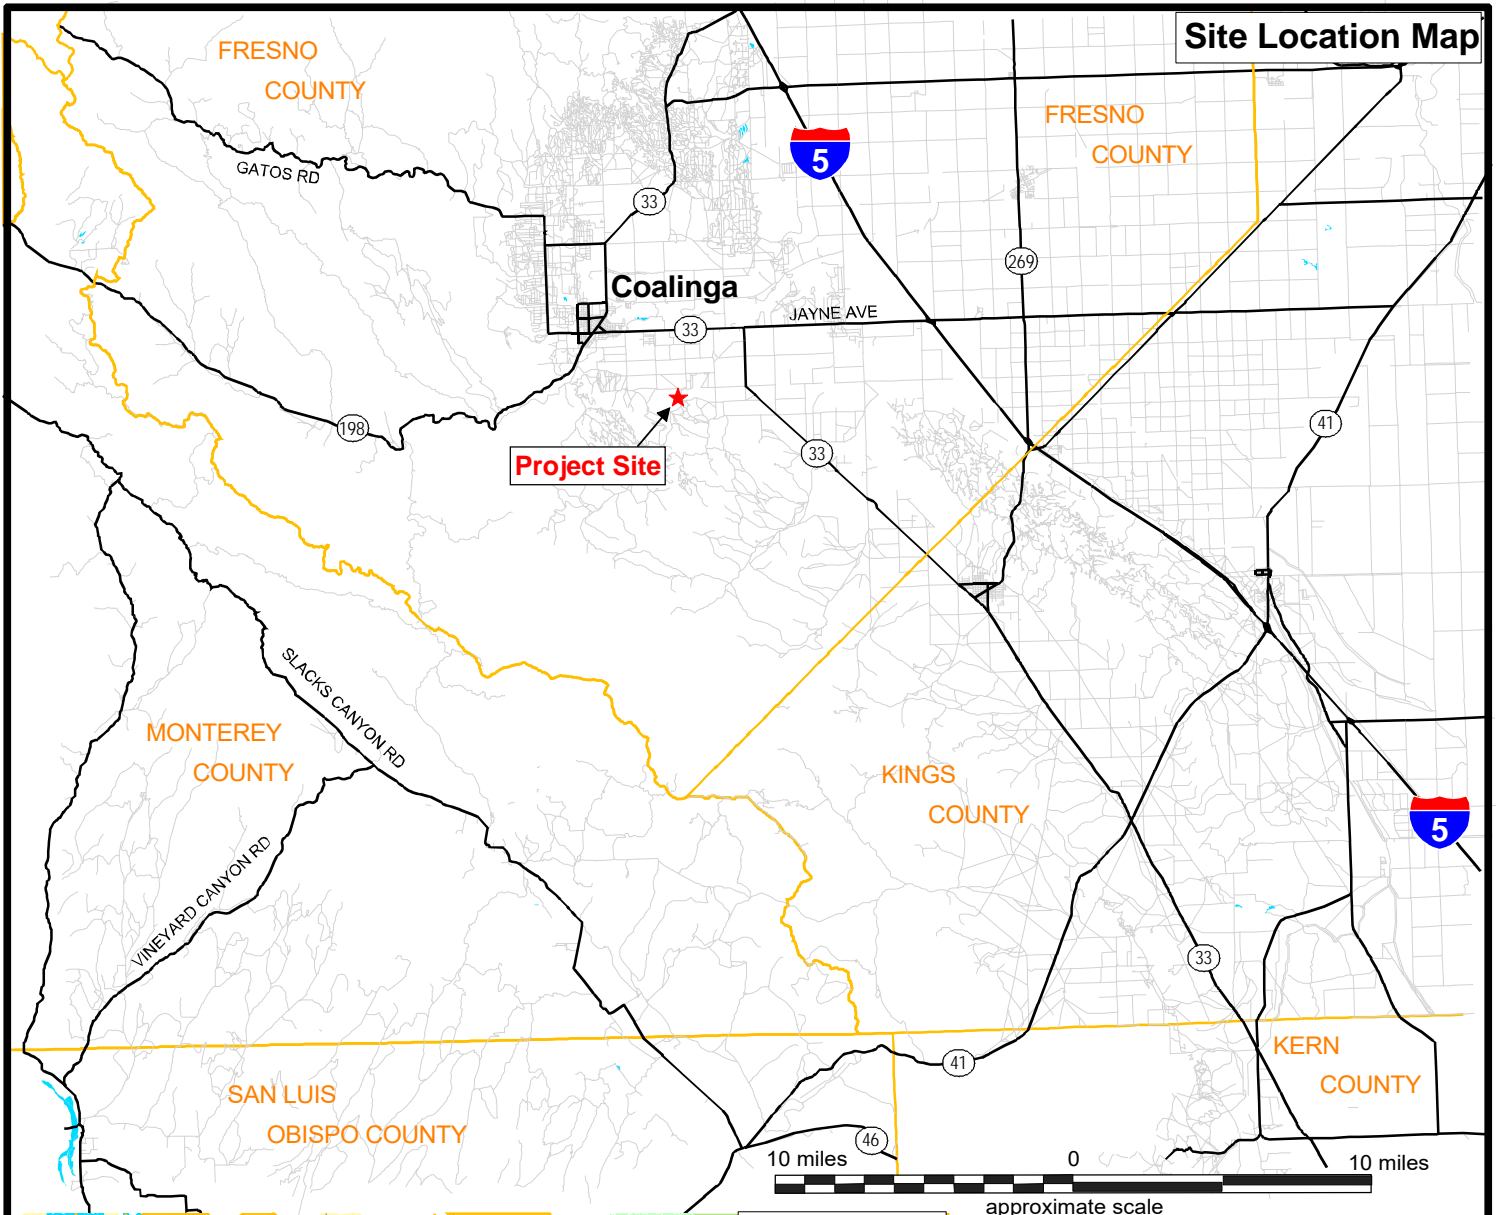 Site Location Map
FRESNO
COUNTY
FRESNO
COUNTY
5
GATOS RD
33
269
Coalinga
JAYNE AVE
33
198
41
33
Project Site
SLACKS CANYON RD
MONTEREY
COUNTY
KINGS
COUNTY
5
VINEYARD CANYON RD
33
KERN
COUNTY
41
SAN LUIS
OBISPO COUNTY
46
10 miles 0 10 miles
approximate scale